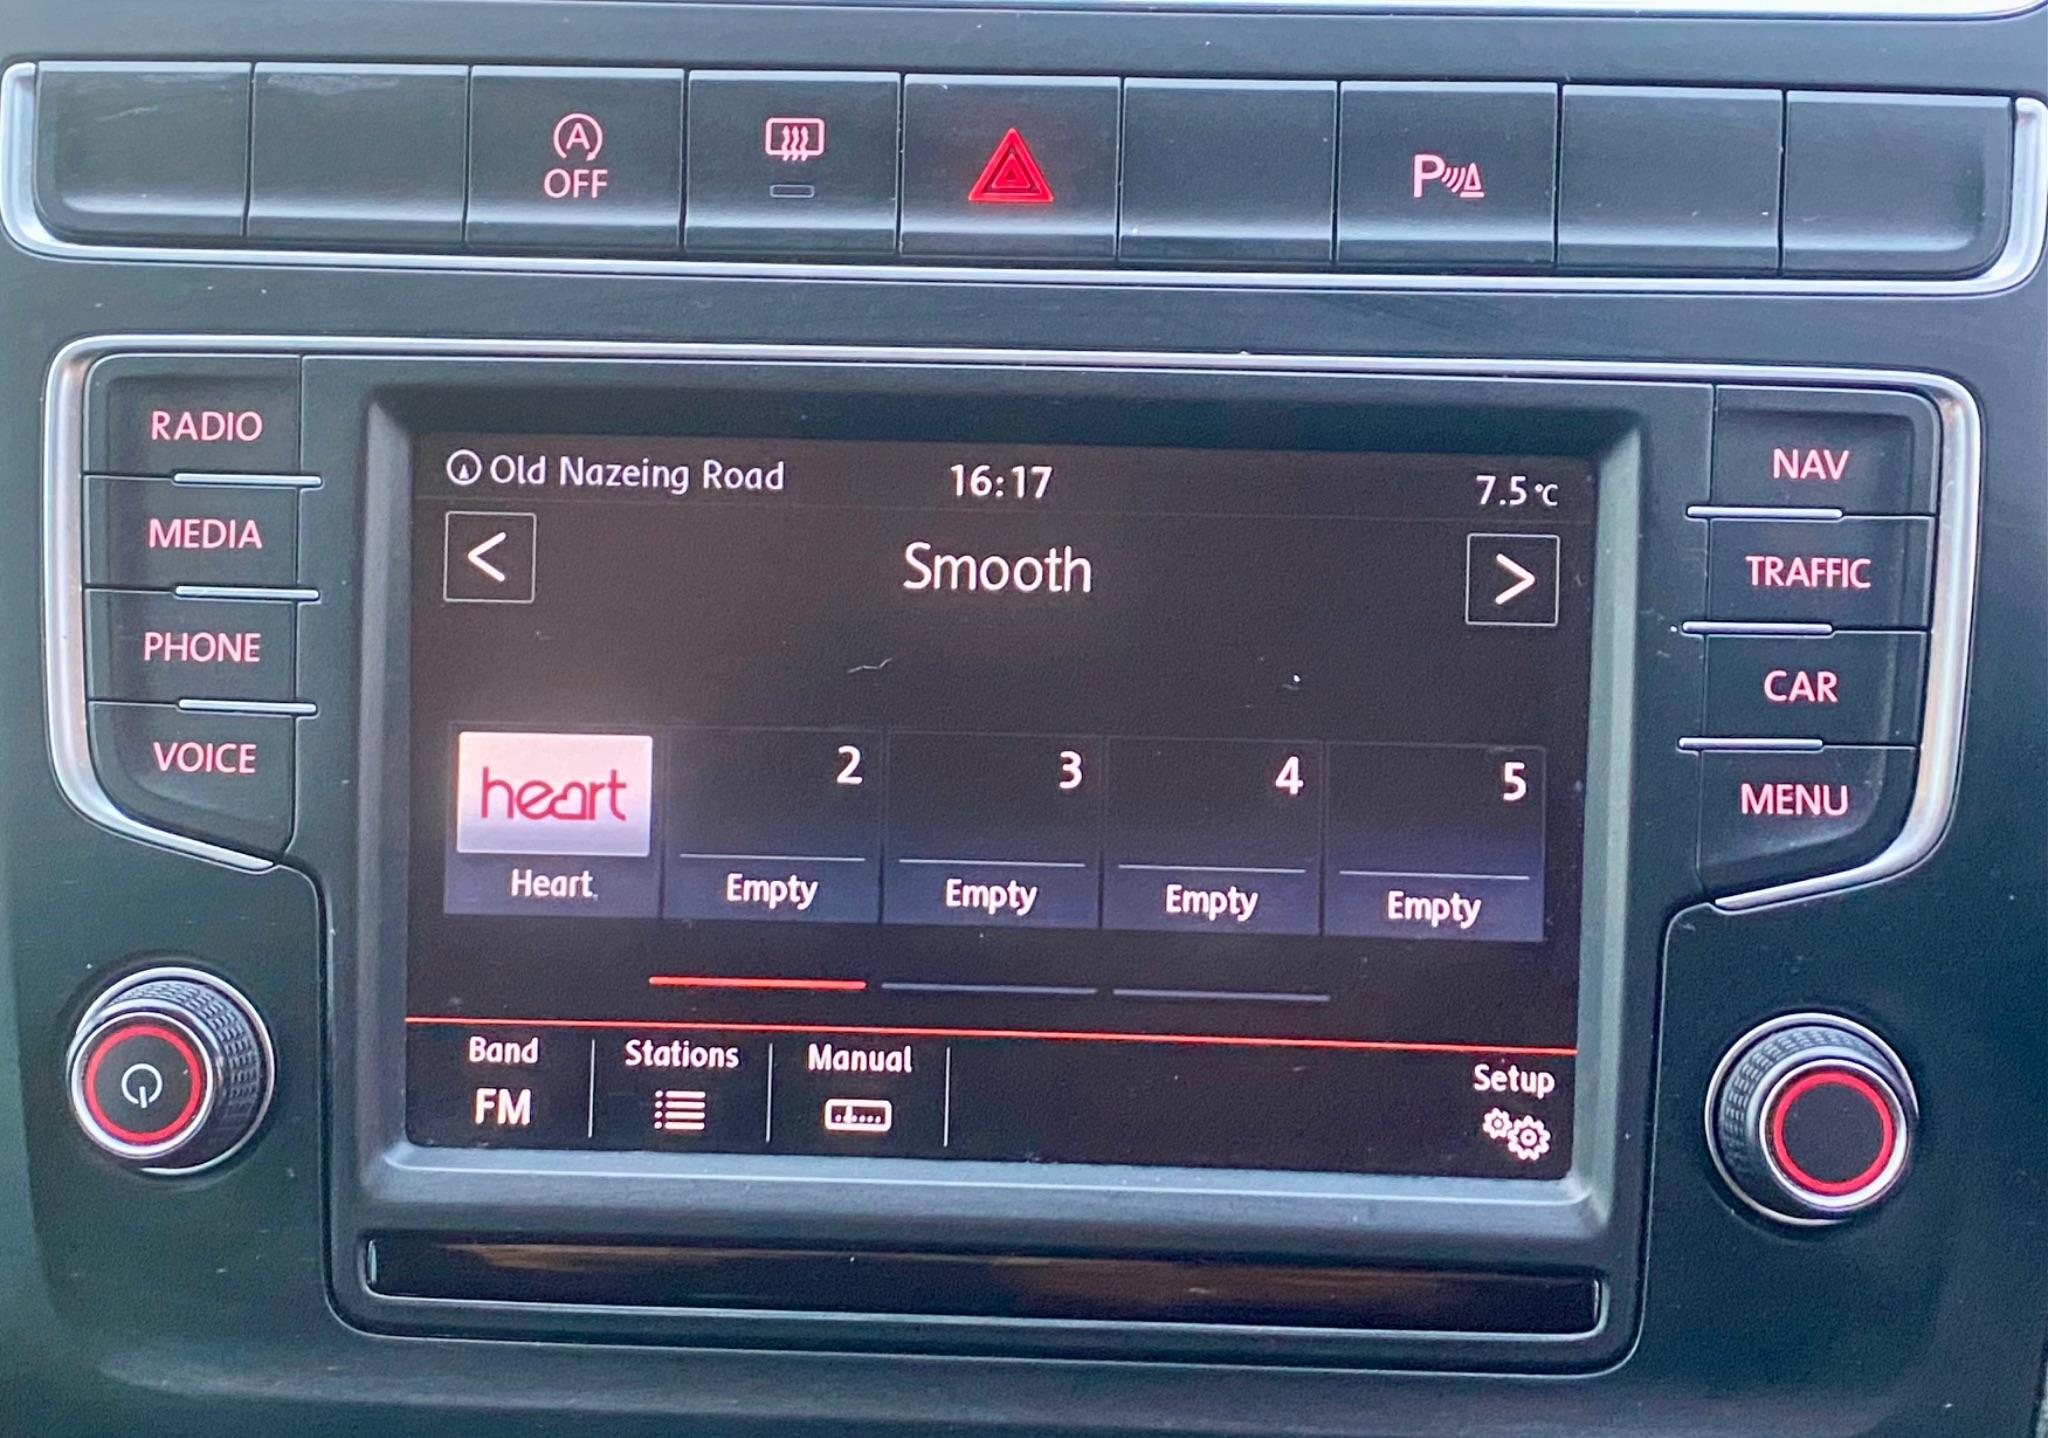 A
OFF
P
RADIO
MEDIA
PHONE
VOICE
Old Nazeing Road 16:17 7.5°C
< Smooth >
heart 2 3 4 5
Heart Empty Empty Empty Empty
Band Stations Manual Setup
FM
NAV
TRAFFIC
CAR
MENU